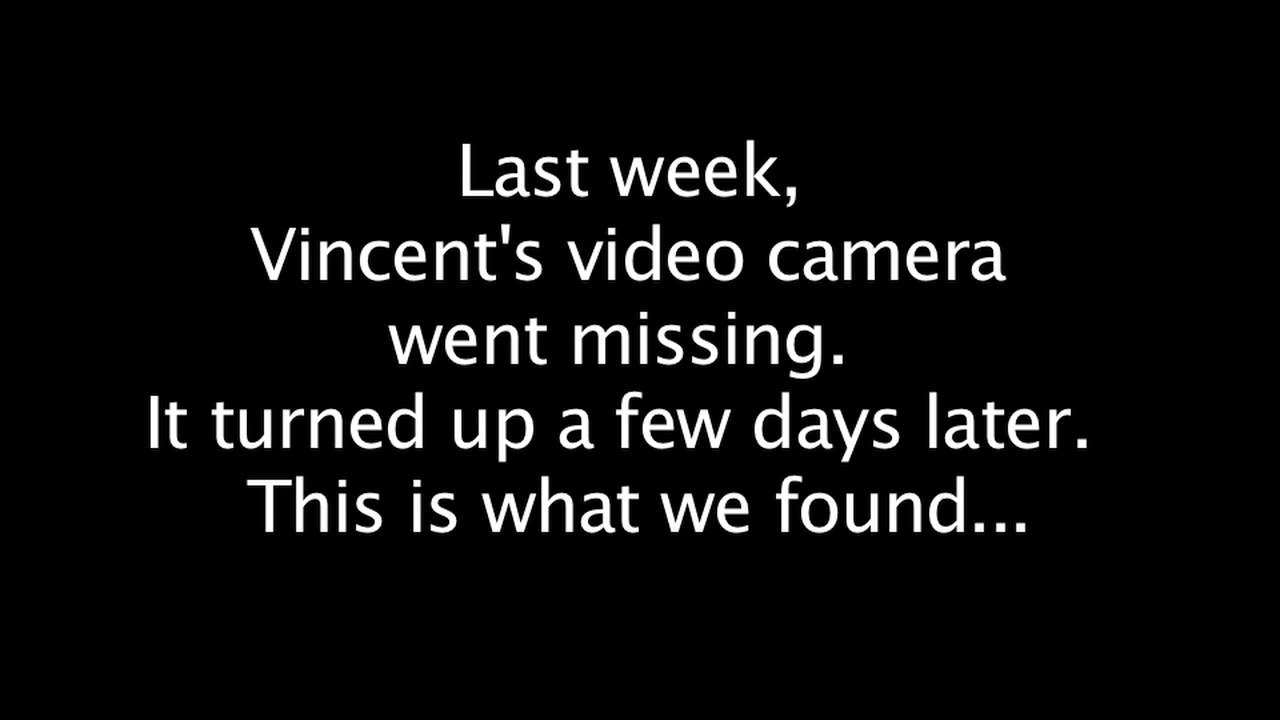 Last week,
Vincent's video camera
went missing.
It turned up a few days later.
This is what we found...